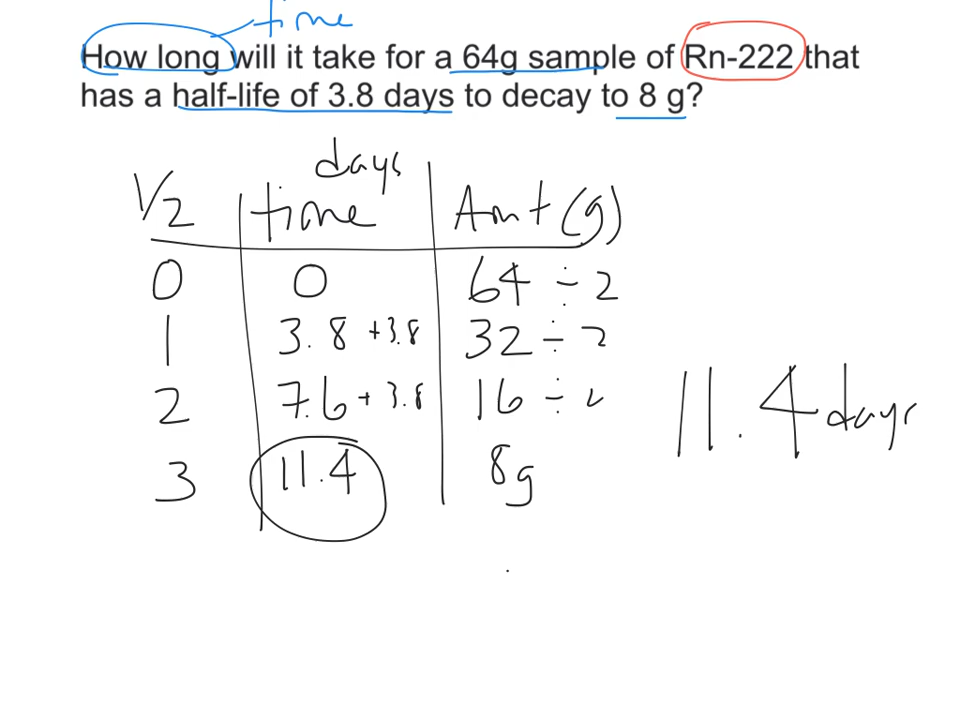 time
How long will it take for a 64g sample of Rn-222 that
has a half-life of 3.8 days to decay to 8 g?
days
1/2 time Amt (g)
0 0 64 ÷ 2
1 3.8 +3.8 32 ÷ 2
2 7.6 + 3.8 16 ÷ 2
3 11.4 8g
11.4 days